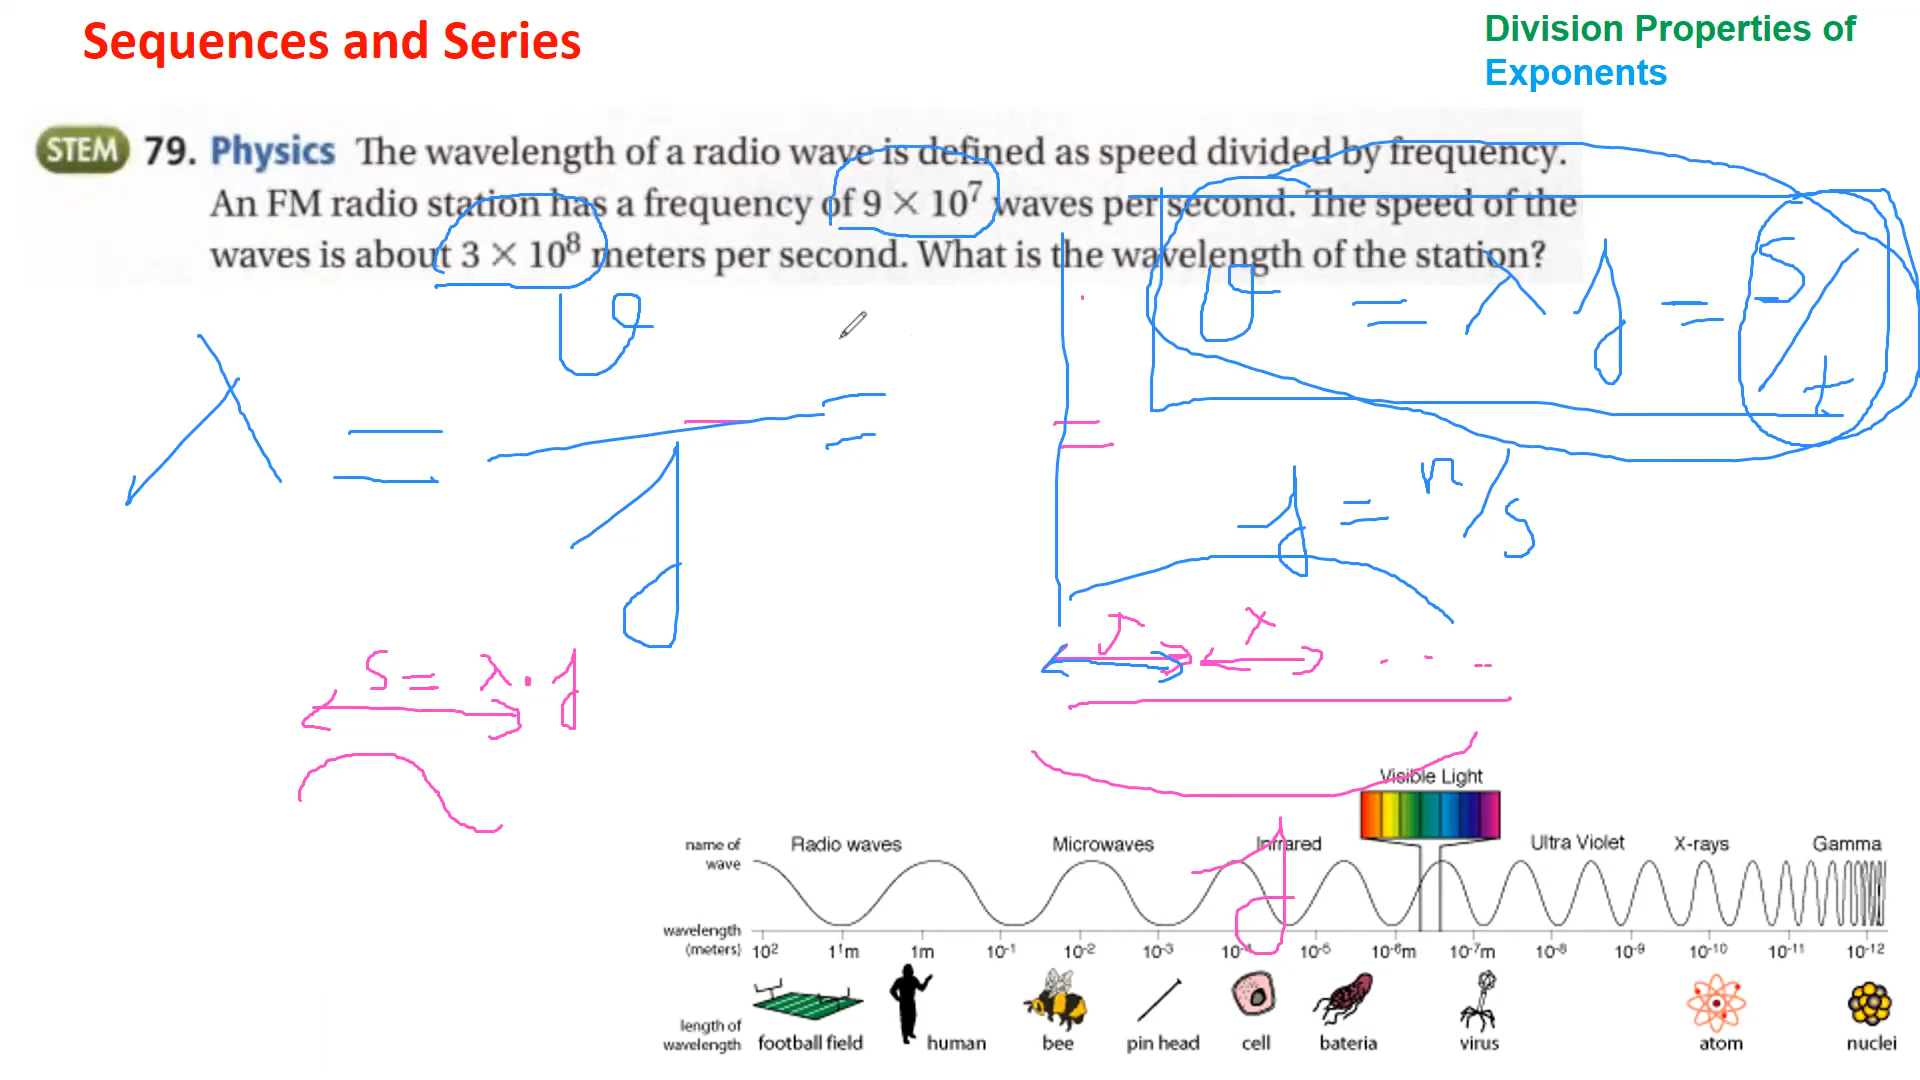 Sequences and Series
Division Properties of
Exponents
STEM 79. Physics The wavelength of a radio wave is defined as speed divided by frequency.
An FM radio station has a frequency of 9 × 10⁷ waves per second. The speed of the
waves is about 3 × 10⁸ meters per second. What is the wavelength of the station?
λ = v / f =
v = λ f = S / t
f = n / s
S = λ . f
λ λ . . . --
f
Visible Light
name of wave Radio waves Microwaves Infrared Ultra Violet X-rays Gamma
wavelength (meters) 10² 1¹m 1m 10⁻¹ 10⁻² 10⁻³ 10⁻⁴ 10⁻⁵ 10⁻⁶m 10⁻⁷m 10⁻⁸ 10⁻⁹ 10⁻¹⁰ 10⁻¹¹ 10⁻¹²
length of wavelength football field human bee pin head cell bateria virus atom nuclei